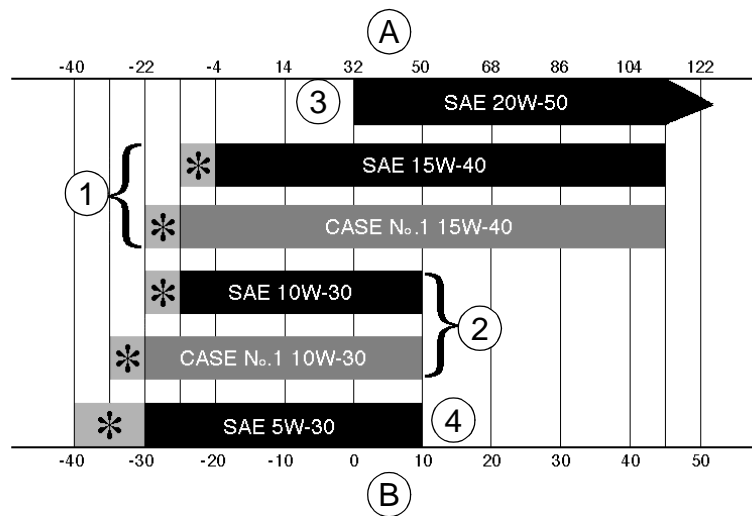 A
-40 -22 -4 14 32 50 68 86 104 122
3 SAE 20W-50
* SAE 15W-40
1
* CASE No.1 15W-40
* SAE 10W-30
2
* CASE No.1 10W-30
* SAE 5W-30 4
-40 -30 -20 0 10 20 30 40 50
B